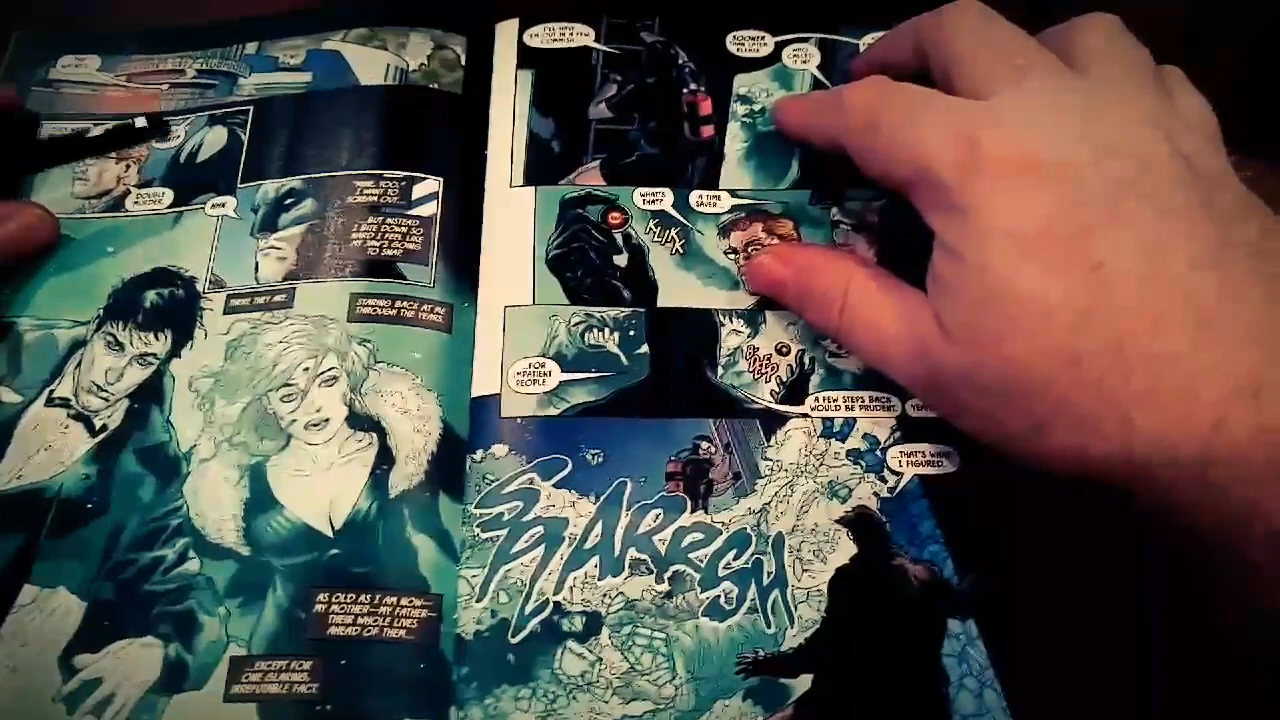 DOUBLE
MURDER.
HNN.
"MINE, TOO."
I WANT TO
SCREAM OUT...
BUT INSTEAD
I BITE DOWN SO
HARD I FEEL LIKE
MY JAW'S GOING
TO SNAP.
THERE THEY ARE.
STARING BACK AT ME
THROUGH THE YEARS.
AS OLD AS I AM NOW—
MY MOTHER—MY FATHER—
THEIR WHOLE LIVES
AHEAD OF THEM...
...EXCEPT FOR
ONE GLARING,
IRREFUTABLE FACT.
I'LL HAVE
'EM OUT IN A FEW
COMMISH...
SOONER
THAN LATER
PLEASE
WHO
CALLED
IT IN?
WHAT'S
THAT?
KLIKK
A TIME
SAVER...
...FOR
IMPATIENT
PEOPLE.
A FEW STEPS BACK
WOULD BE PRUDENT.
...THAT'S WHAT
I FIGURED.